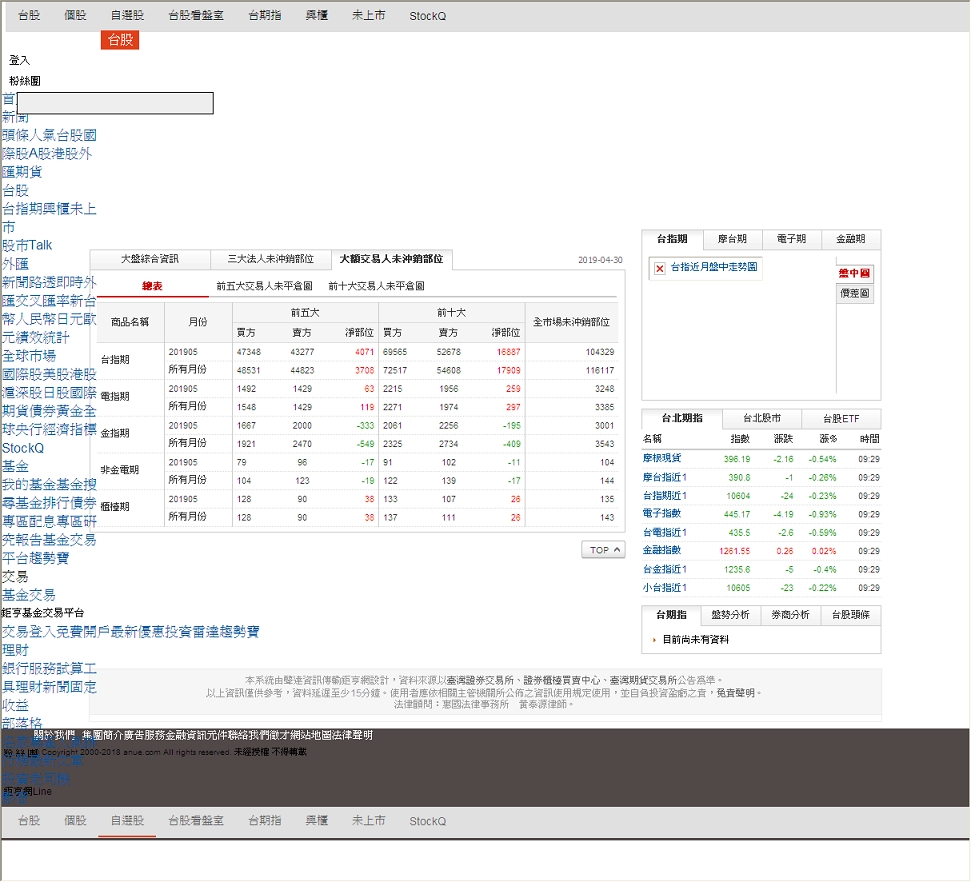 台股 個股 自選股 台股看盤室 台期指 興櫃 未上市 StockQ
台股
登入
粉絲團
首
新聞
頭條人氣台股國
際股A股港股外
匯期貨
台股
台指期興櫃未上
市
股市Talk
外匯
新聞路透即時外
匯交叉匯率新台
幣人民幣日元歐
元績效統計
全球市場
國際股美股港股
滬深股日股國際
期貨債券黃金全
球央行經濟指標
StockQ
基金
我的基金基金搜
尋基金排行債券
專區配息專區研
究報告基金交易
平台趨勢寶
交易
基金交易
鉅亨基金交易平台
交易登入免費開戶最新優惠投資雷達趨勢寶
理財
銀行服務試算工
具理財新聞固定
收益
部落格
大盤綜合資訊 三大法人未沖銷部位 大額交易人未沖銷部位 2019-04-30
總表 前五大交易人未平倉圖 前十大交易人未平倉圖
商品名稱 月份 前五大 前十大 全市場未沖銷部位
買方 賣方 淨部位 買方 賣方 淨部位
台指期 201905 47348 43277 4071 69565 52678 16887 104329
所有月份 48531 44823 3708 72517 54608 17909 116117
電指期 201905 1492 1429 63 2215 1956 259 3248
所有月份 1548 1429 119 2271 1974 297 3385
金指期 201905 1667 2000 -333 2061 2256 -195 3001
所有月份 1921 2470 -549 2325 2734 -409 3543
非金電期 201905 79 96 -17 91 102 -11 104
所有月份 104 123 -19 122 139 -17 144
櫃檯期 201905 128 90 38 133 107 26 135
所有月份 128 90 38 137 111 26 143
TOP
台指期 摩台期 電子期 金融期
台指近月盤中走勢圖
盤中圖
價差圖
台北期指 台北股市 台股ETF
名稱 指數 漲跌 漲% 時間
摩根現貨 396.19 -2.16 -0.54% 09:29
摩台指近1 390.8 -1 -0.26% 09:29
台指期近1 10604 -24 -0.23% 09:29
電子指數 445.17 -4.19 -0.93% 09:29
台電指近1 435.5 -2.6 -0.59% 09:29
金融指數 1261.55 0.26 0.02% 09:29
台金指近1 1235.6 -5 -0.4% 09:29
小台指近1 10605 -23 -0.22% 09:29
台期指 盤勢分析 券商分析 台股頭條
目前尚未有資料
本系統由墾達資訊傳輸鉅亨網設計，資料來源以臺灣證券交易所、證券櫃檯買賣中心、臺灣期貨交易所公告為準。
以上資訊僅供參考，資料延遲至少15分鐘。使用者應依相關主管機關所公佈之資訊使用規定使用，並自負投資盈虧之責，免責聲明。
法律顧問：惠國法律事務所 黃泰源律師。
關於我們 集團簡介廣告服務金融資訊元件聯絡我們徵才網站地圖法律聲明
粉絲團 Copyright 2000-2018 anue.com All rights reserved. 未經授權 不得轉載
鉅亨網Line
台股 個股 自選股 台股看盤室 台期指 興櫃 未上市 StockQ